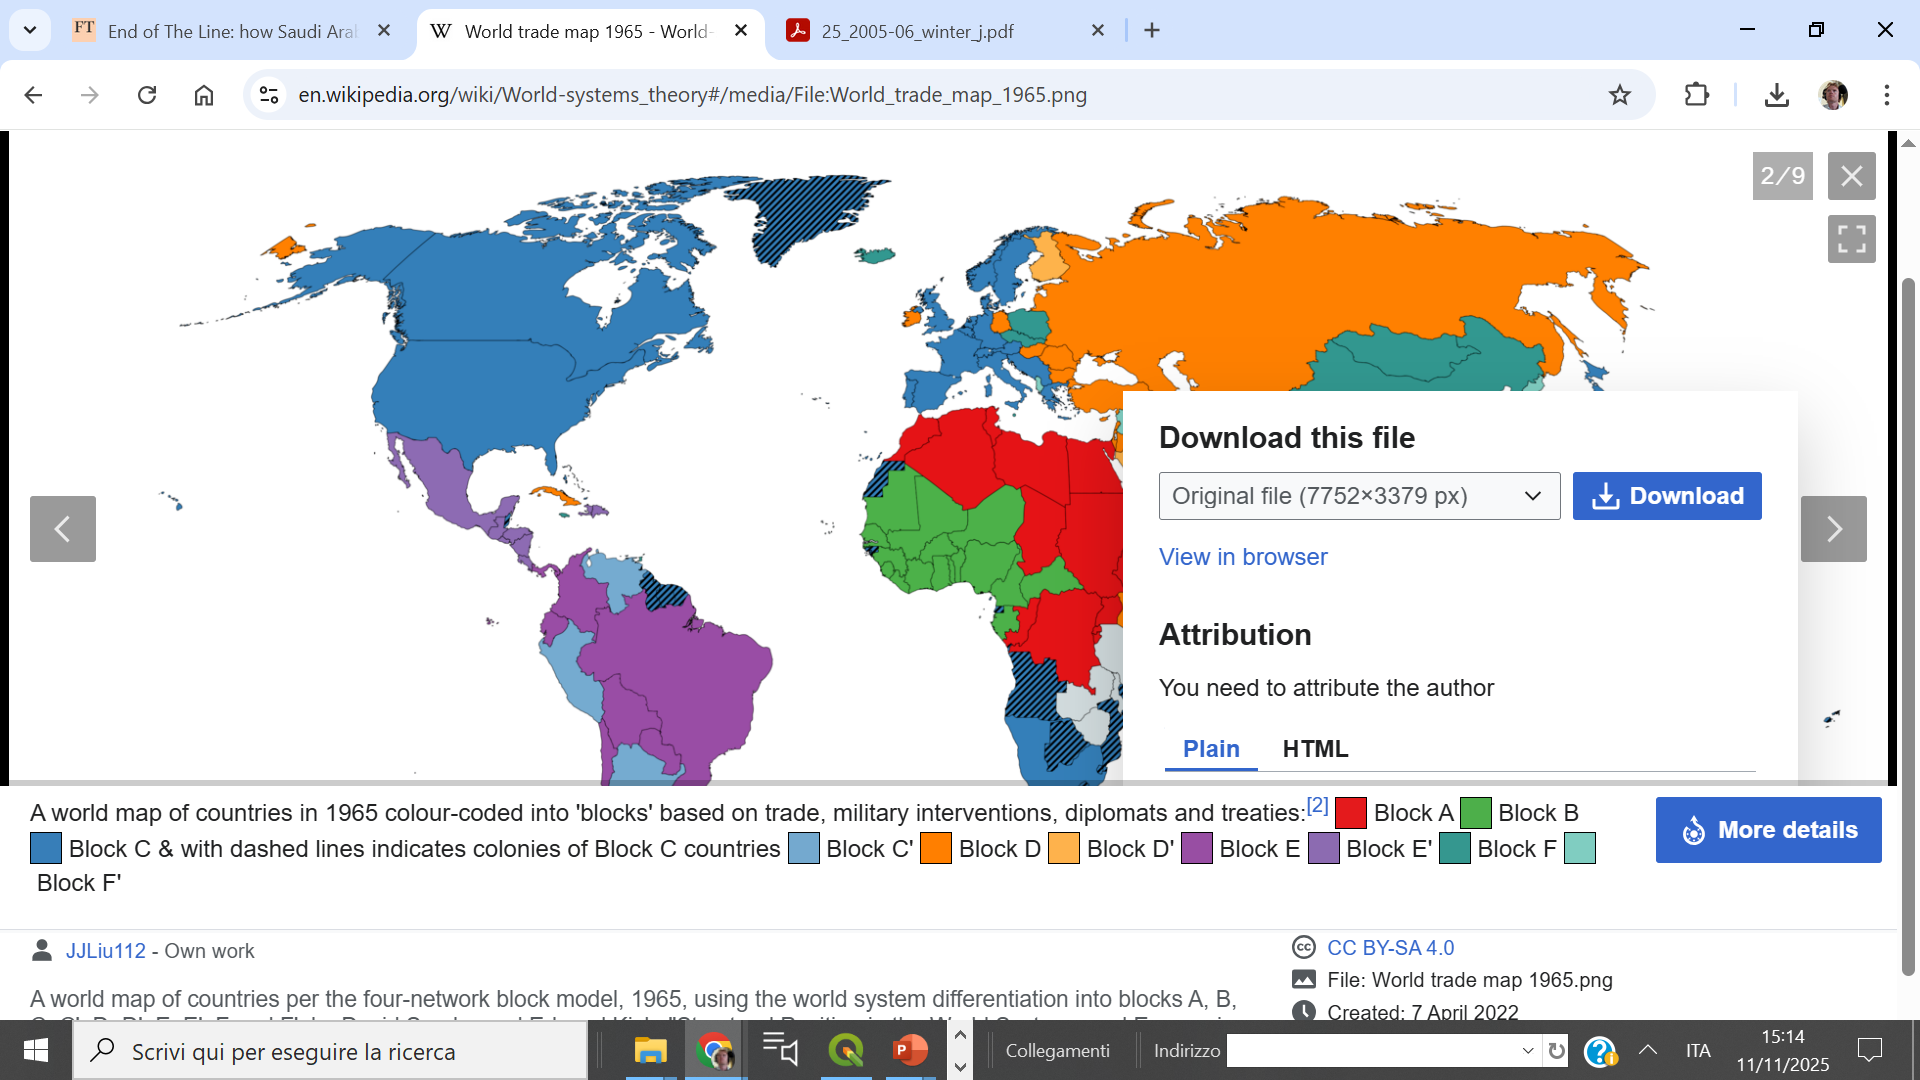 End of The Line: how Saudi Ara
World trade map 1965 - World-
25_2005-06_winter_j.pdf
en.wikipedia.org/wiki/World-systems_theory#/media/File:World_trade_map_1965.png
2/9
Download this file
Original file (7752×3379 px)
Download
View in browser
Attribution
You need to attribute the author
Plain HTML
A world map of countries in 1965 colour-coded into 'blocks' based on trade, military interventions, diplomats and treaties:[2] Block A Block B
Block C & with dashed lines indicates colonies of Block C countries Block C' Block D Block D' Block E Block E' Block F
Block F'
More details
JJLiu112 - Own work
CC BY-SA 4.0
File: World trade map 1965.png
Created: 7 April 2022
A world map of countries per the four-network block model, 1965, using the world system differentiation into blocks A, B,
Scrivi qui per eseguire la ricerca
Collegamenti
Indirizzo
ITA
15:14
11/11/2025